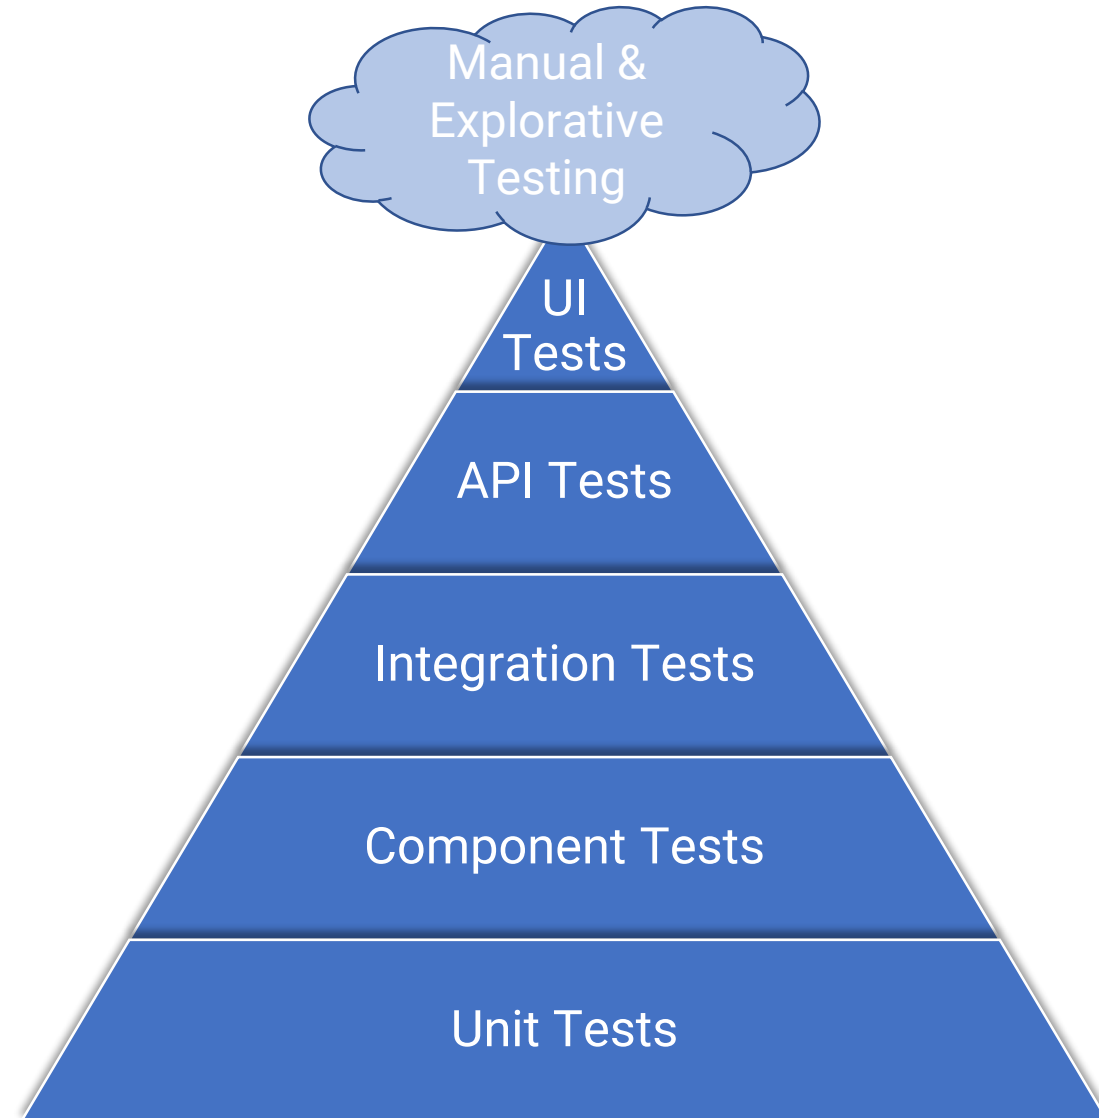 Manual &
Explorative
Testing
UI
Tests
API Tests
Integration Tests
Component Tests
Unit Tests